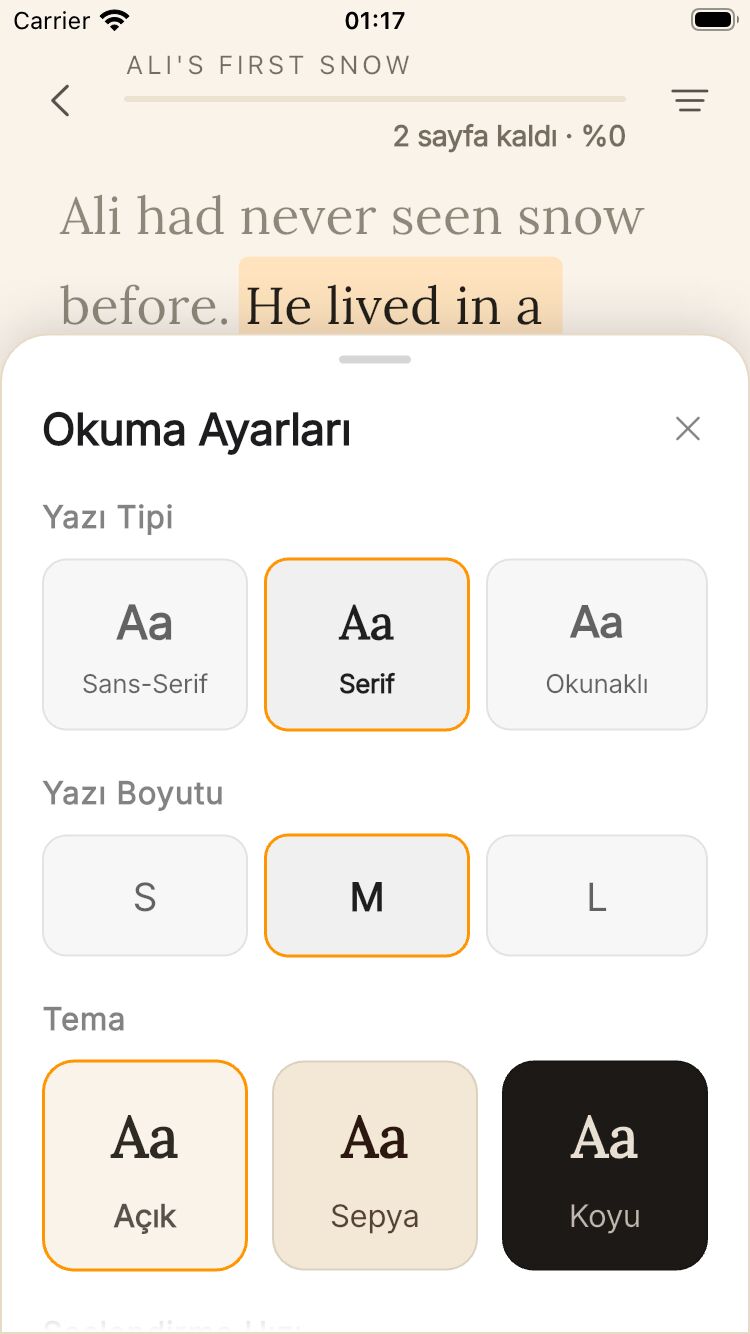 Carrier 01:17
ALI'S FIRST SNOW
2 sayfa kaldı · %0
Ali had never seen snow
before. He lived in a
Okuma Ayarları
Yazı Tipi
Aa Aa Aa
Sans-Serif Serif Okunaklı
Yazı Boyutu
S M L
Tema
Aa Aa Aa
Açık Sepya Koyu